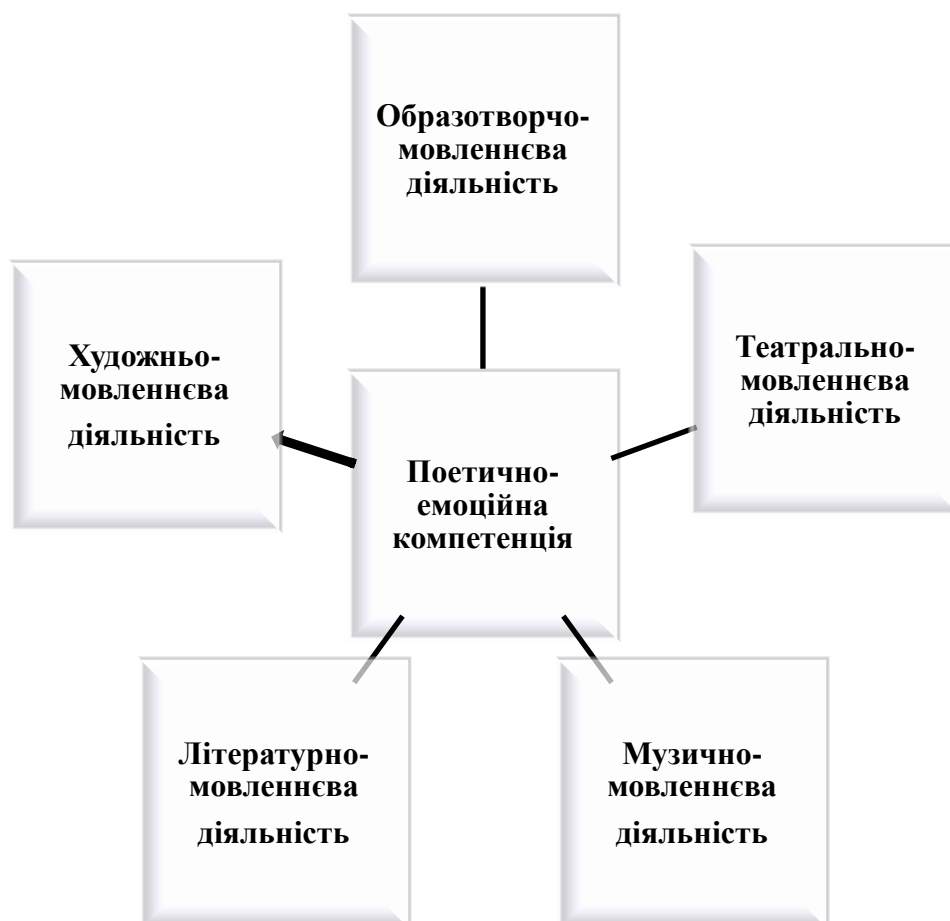 Образотворчо-
мовленнєва
діяльність
Театрально-
мовленнєва
діяльність
Художньо-
мовленнєва
діяльність
Поетично-
емоційна
компетенція
Літературно-
мовленнєва
діяльність
Музично-
мовленнєва
діяльність